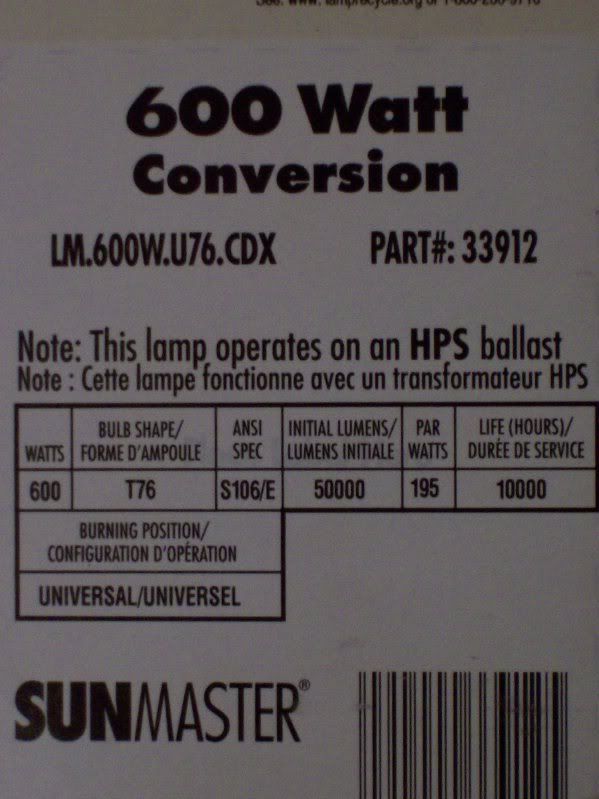 600 Watt
Conversion
LM.600W.U76.CDX PART#: 33912
Note: This lamp operates on an HPS ballast
Note : Cette lampe fonctionne avec un transformateur HPS
WATTS BULB SHAPE/ FORME D'AMPOULE ANSI SPEC INITIAL LUMENS/ LUMENS INITIALE PAR WATTS LIFE (HOURS)/ DURÉE DE SERVICE
600 T76 S106/E 50000 195 10000
BURNING POSITION/
CONFIGURATION D'OPÉRATION
UNIVERSAL/UNIVERSEL
SUNMASTER®